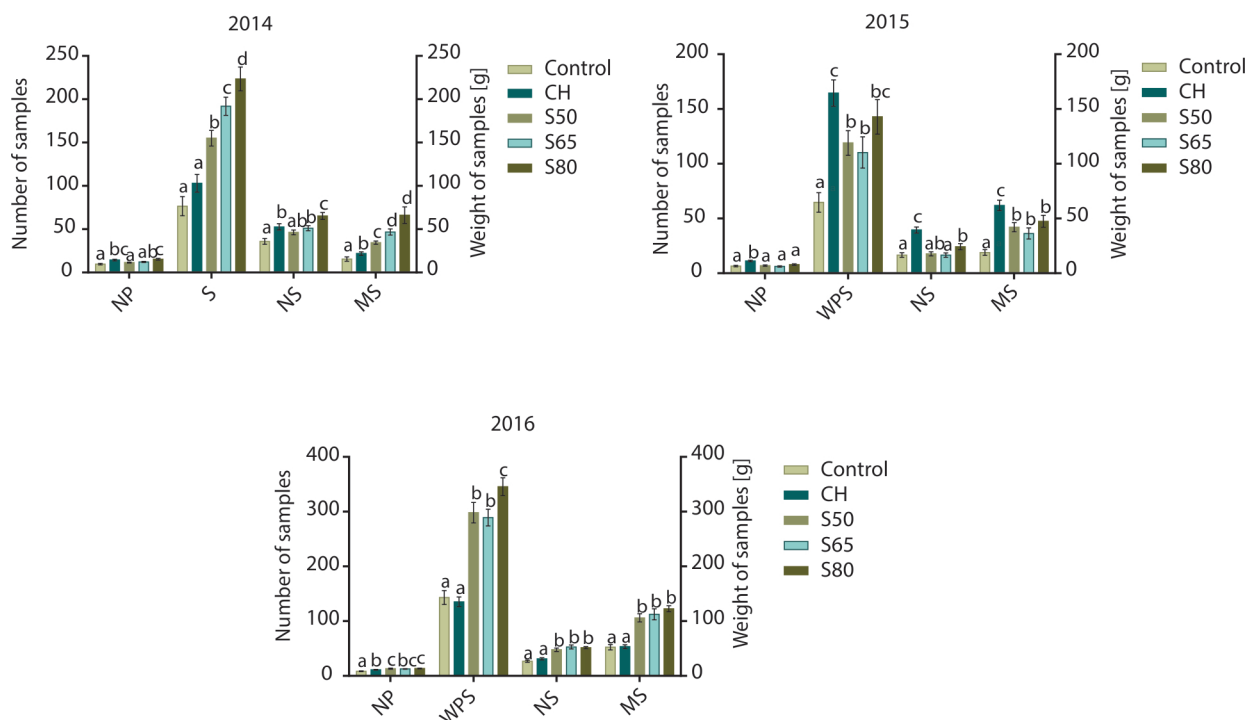 2014
Number of samples
250
200
150
100
50
0
a bc a ab c
a a b c d
a b ab b c
a b c d d
NP S NS MS
250
200
150
100
50
0
Weight of samples [g]
Control
CH
S50
S65
S80
2015
Number of samples
200
150
100
50
0
a b a a a
a c b b bc
a c ab a b
a c b b b
NP WPS NS MS
200
150
100
50
0
Weight of samples [g]
Control
CH
S50
S65
S80
2016
Number of samples
400
300
200
100
0
a b c bc c
a a b b c
a a b b b
a a b b b
NP WPS NS MS
400
300
200
100
0
Weight of samples [g]
Control
CH
S50
S65
S80